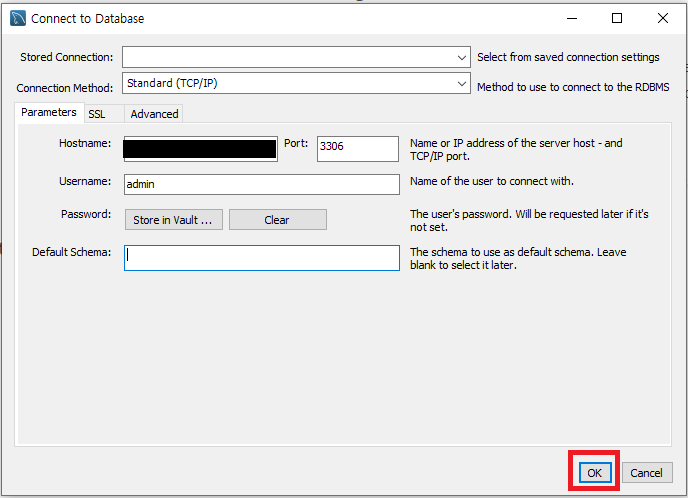 Connect to Database
Stored Connection:
Select from saved connection settings
Connection Method: Standard (TCP/IP)
Method to use to connect to the RDBMS
Parameters SSL Advanced
Hostname: Port: 3306
Name or IP address of the server host - and
TCP/IP port.
Username: admin
Name of the user to connect with.
Password: Store in Vault ... Clear
The user's password. Will be requested later if it's
not set.
Default Schema:
The schema to use as default schema. Leave
blank to select it later.
OK Cancel